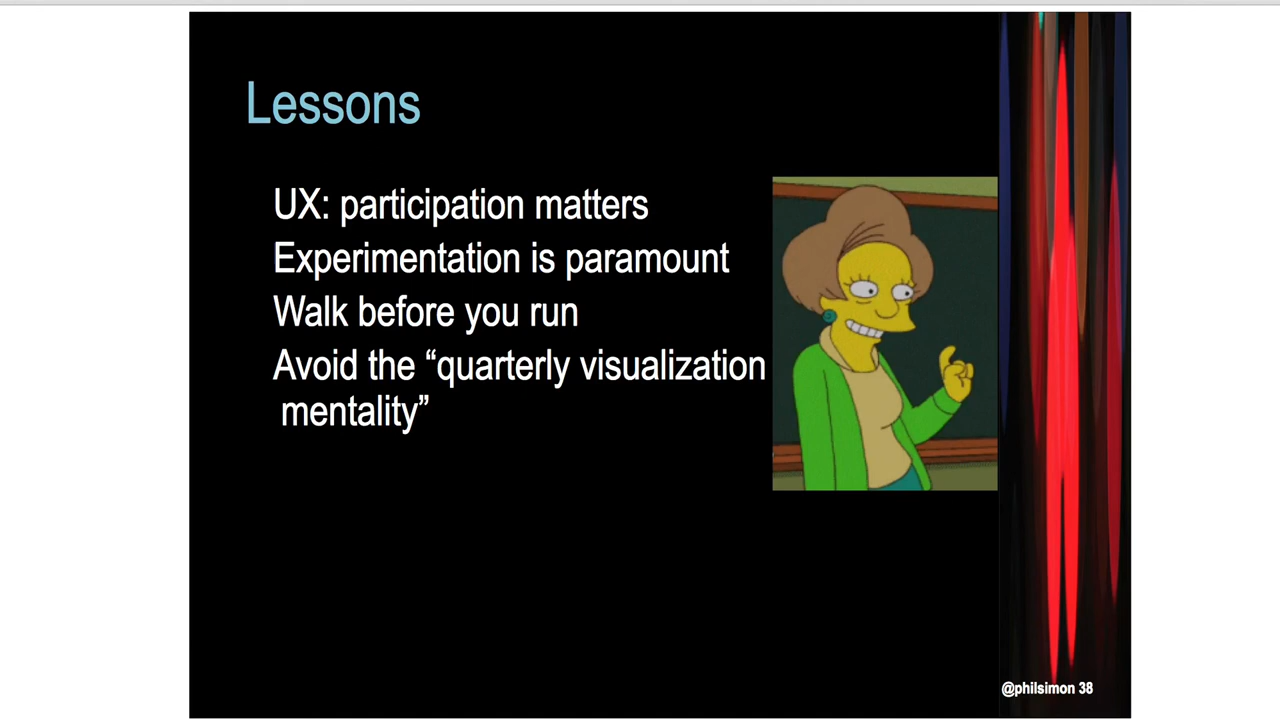 Lessons
UX: participation matters
Experimentation is paramount
Walk before you run
Avoid the “quarterly visualization
mentality”
@philsimon 38